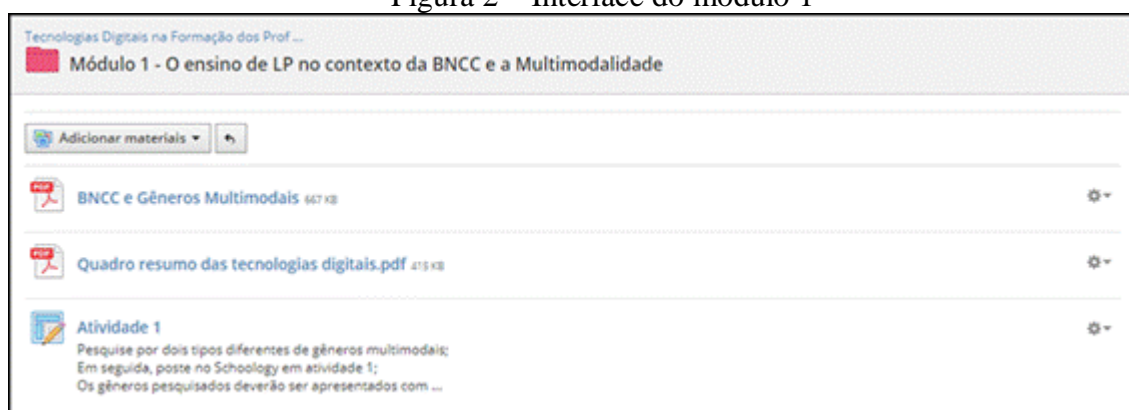 Figura 2 – Interface do módulo 1
Tecnologias Digitais na Formação dos Prof ...
Módulo 1 - O ensino de LP no contexto da BNCC e a Multimodalidade
Adicionar materiais
PDF
BNCC e Gêneros Multimodais 667 KB
PDF
Quadro resumo das tecnologias digitais.pdf 415 KB
Atividade 1
Pesquise por dois tipos diferentes de gêneros multimodais;
Em seguida, poste no Schoology em atividade 1;
Os gêneros pesquisados deverão ser apresentados com ...